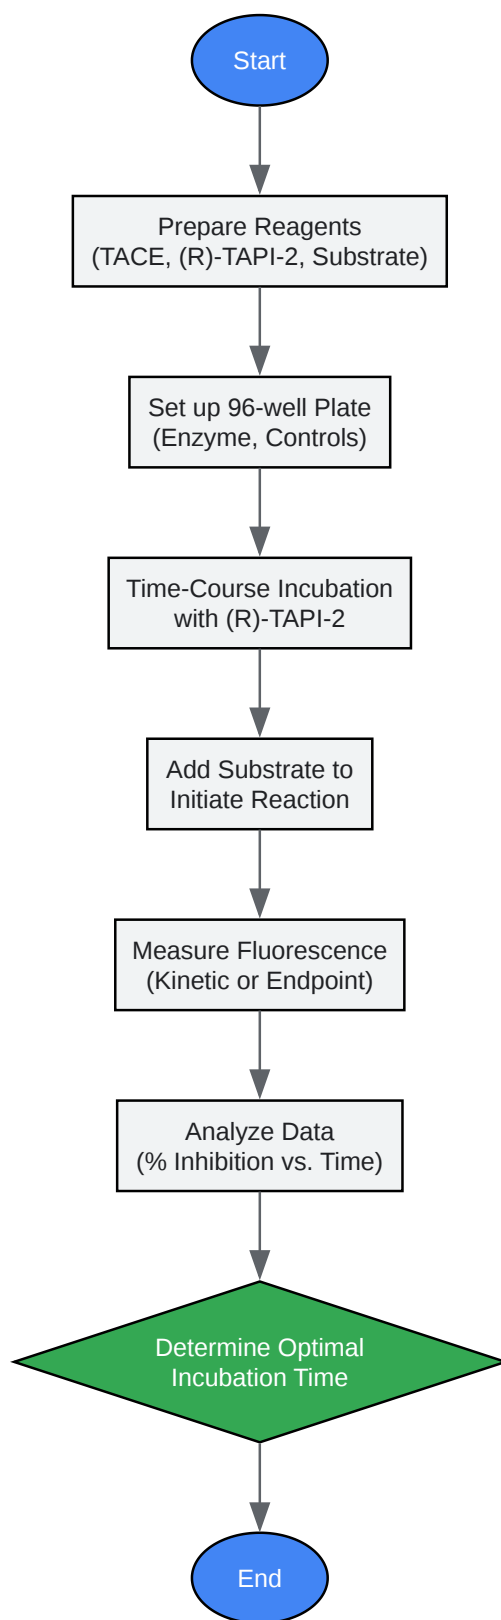 Start
Prepare Reagents
(TACE, (R)-TAPI-2, Substrate)
Set up 96-well Plate
(Enzyme, Controls)
Time-Course Incubation
with (R)-TAPI-2
Add Substrate to
Initiate Reaction
Measure Fluorescence
(Kinetic or Endpoint)
Analyze Data
(% Inhibition vs. Time)
Determine Optimal
Incubation Time
End